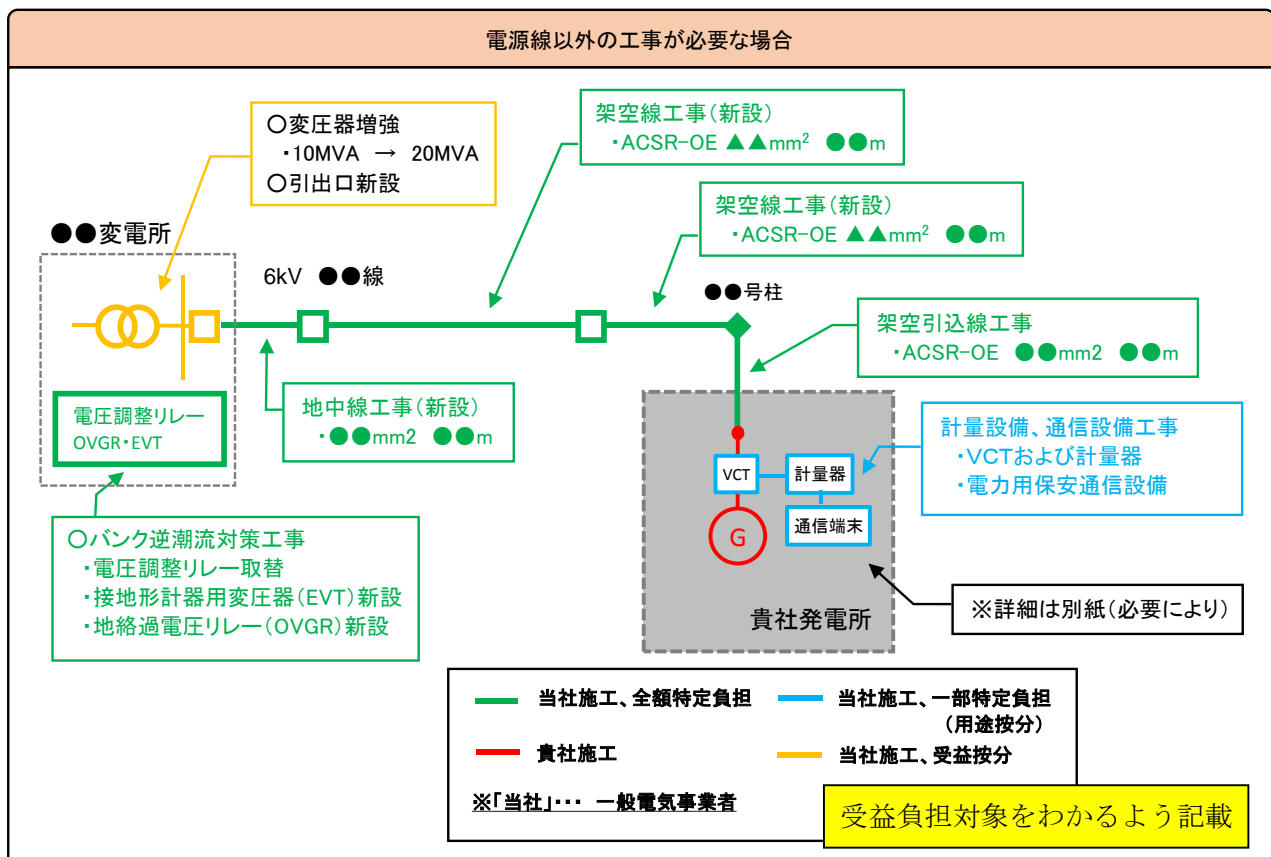 電源線以外の工事が必要な場合
○変圧器増強
・10MVA → 20MVA
○引出口新設
架空線工事(新設)
・ACSR-OE ▲▲mm² ●●m
架空線工事(新設)
・ACSR-OE ▲▲mm² ●●m
●●変電所
6kV ●●線
●●号柱
架空引込線工事
・ACSR-OE ●●mm2 ●●m
地中線工事(新設)
・●●mm2 ●●m
電圧調整リレー
OVGR・EVT
計量設備、通信設備工事
・VCTおよび計量器
・電力用保安通信設備
VCT
計量器
通信端末
G
○バンク逆潮流対策工事
・電圧調整リレー取替
・接地形計器用変圧器(EVT)新設
・地絡過電圧リレー(OVGR)新設
貴社発電所
※詳細は別紙(必要により)
当社施工、全額特定負担
当社施工、一部特定負担
(用途按分)
貴社施工
当社施工、受益按分
※「当社」・・・ 一般電気事業者
受益負担対象をわかるよう記載